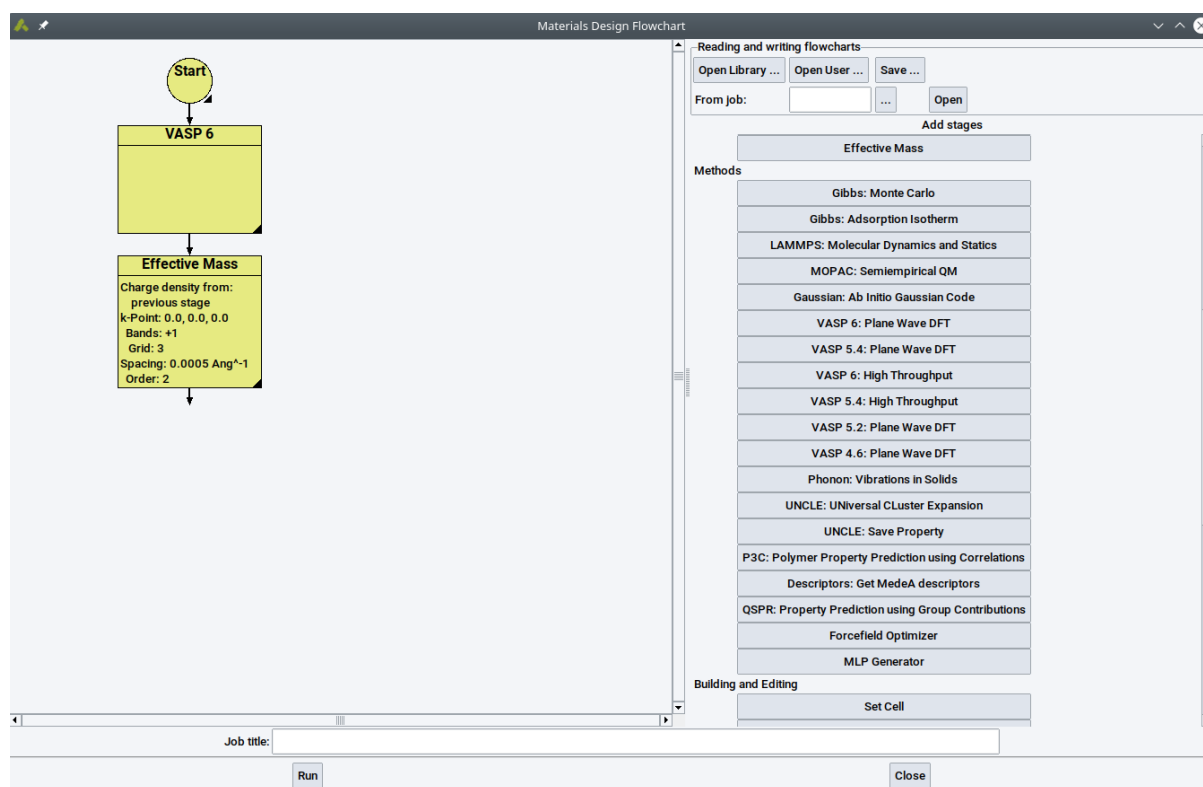 Materials Design Flowchart
Start
VASP 6
Effective Mass
Charge density from:
previous stage
k-Point: 0.0, 0.0, 0.0
Bands: +1
Grid: 3
Spacing: 0.0005 Ang^-1
Order: 2
Reading and writing flowcharts
Open Library ... Open User ... Save ...
From job: ... Open
Add stages
Effective Mass
Methods
Gibbs: Monte Carlo
Gibbs: Adsorption Isotherm
LAMMPS: Molecular Dynamics and Statics
MOPAC: Semiempirical QM
Gaussian: Ab Initio Gaussian Code
VASP 6: Plane Wave DFT
VASP 5.4: Plane Wave DFT
VASP 6: High Throughput
VASP 5.4: High Throughput
VASP 5.2: Plane Wave DFT
VASP 4.6: Plane Wave DFT
Phonon: Vibrations in Solids
UNCLE: UNiversal CLuster Expansion
UNCLE: Save Property
P3C: Polymer Property Prediction using Correlations
Descriptors: Get MedeA descriptors
QSPR: Property Prediction using Group Contributions
Forcefield Optimizer
MLP Generator
Building and Editing
Set Cell
Job title:
Run Close